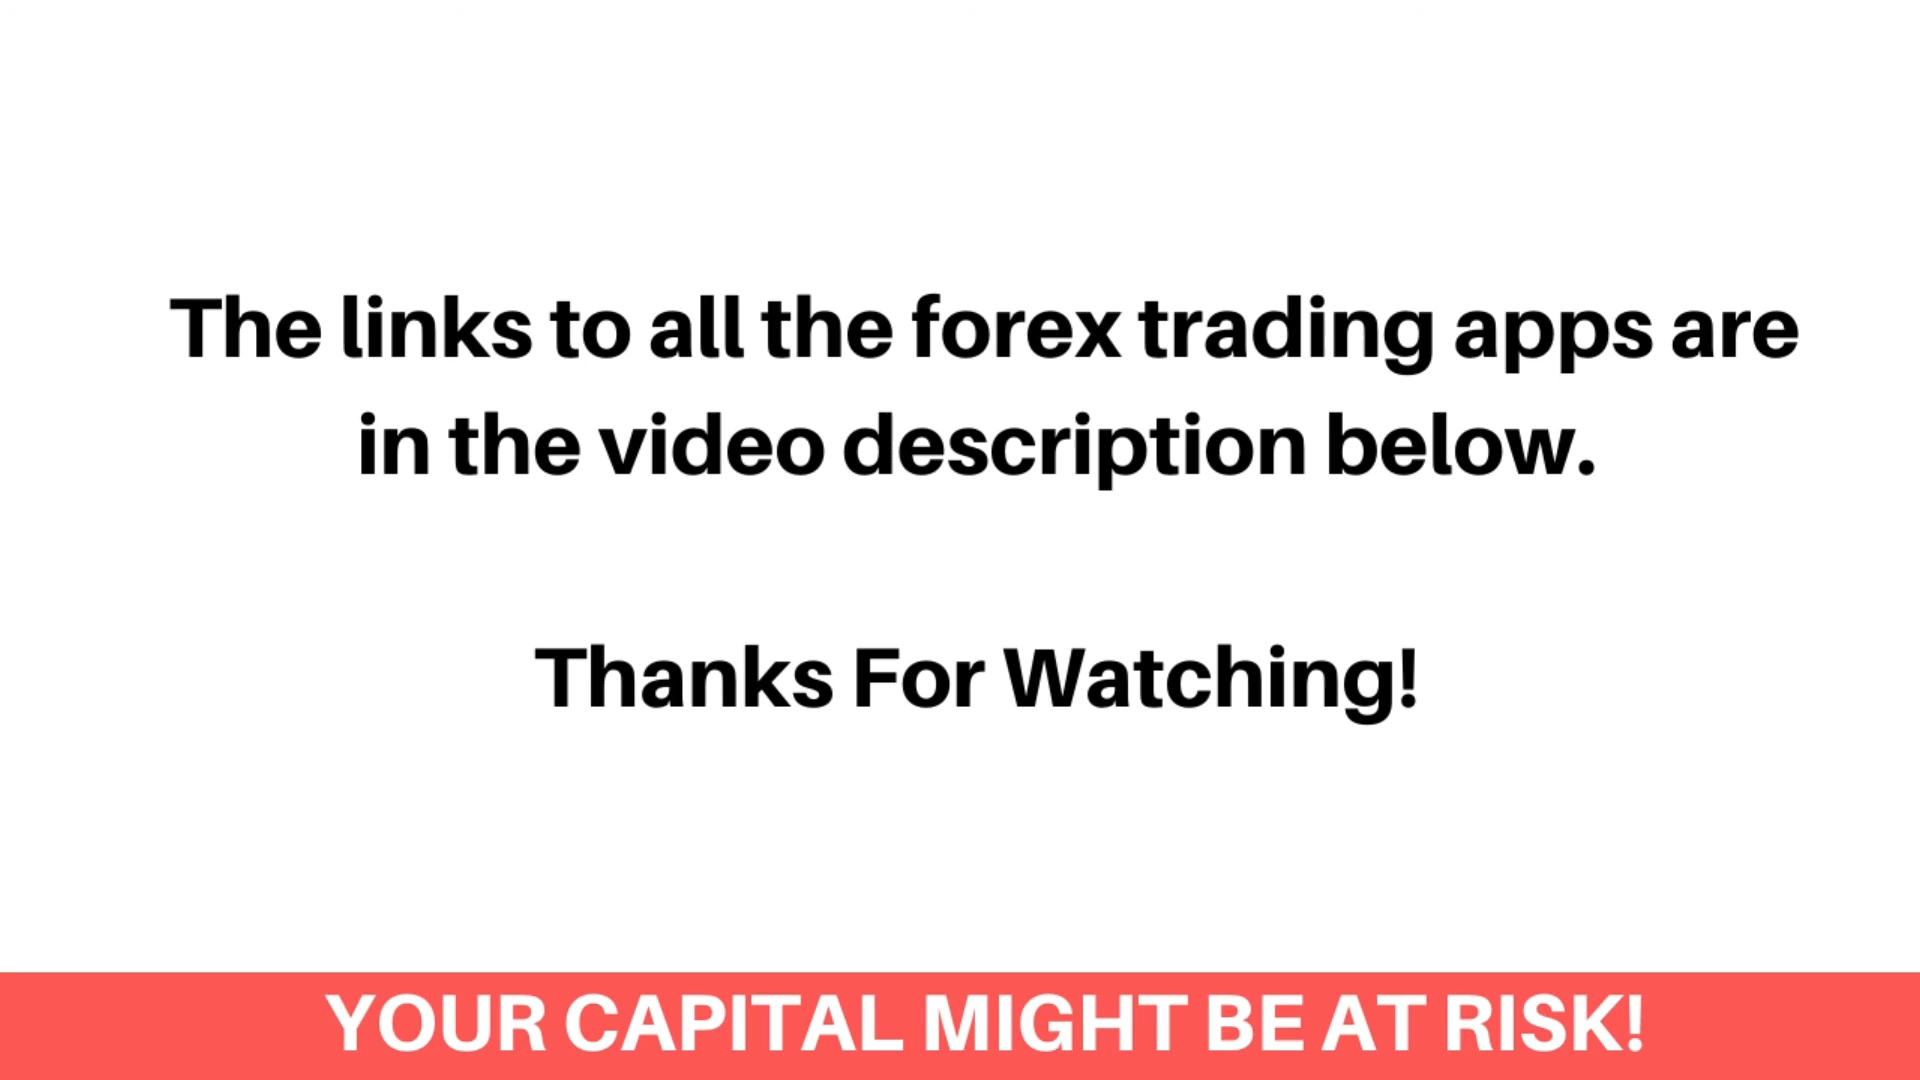 The links to all the forex trading apps are
in the video description below.
Thanks For Watching!
YOUR CAPITAL MIGHT BE AT RISK!